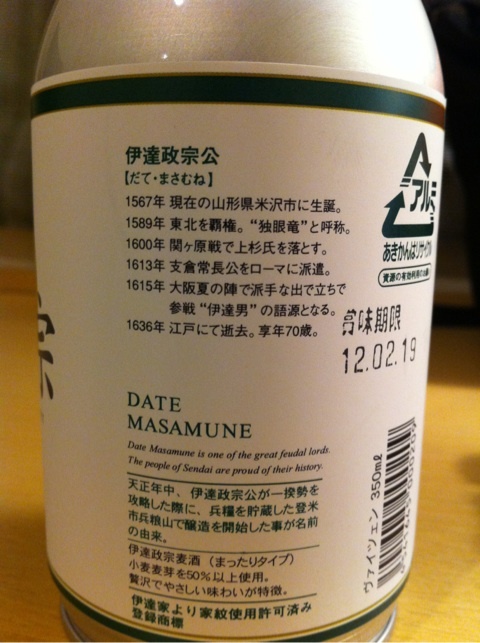 伊達政宗公
【だて・まさむね】
1567年 現在の山形県米沢市に生誕。
1589年 東北を覇権。“独眼竜”と呼称。
1600年 関ヶ原戦で上杉氏を落とす。
1613年 支倉常長公をローマに派遣。
1615年 大阪夏の陣で派手な出で立ちで
参戦 “伊達男” の語源となる。
1636年 江戸にて逝去。享年70歳。
アルミ
あきかんはリサイクル
賞味期限
12.02.19
宗
DATE
MASAMUNE
Date Masamune is one of the great feudal lords.
The people of Sendai are proud of their history.
天正年中、伊達政宗公が一揆勢を
攻略した際に、兵糧を貯蔵した登米
市兵粮山で醸造を開始した事が名前
の由来。
伊達政宗麦酒（まったりタイプ）
小麦麦芽を50％以上使用。
贅沢でやさしい味わいが特徴。
伊達家より家紋使用許可済み
登録商標
ヴァイツェン 350mℓ